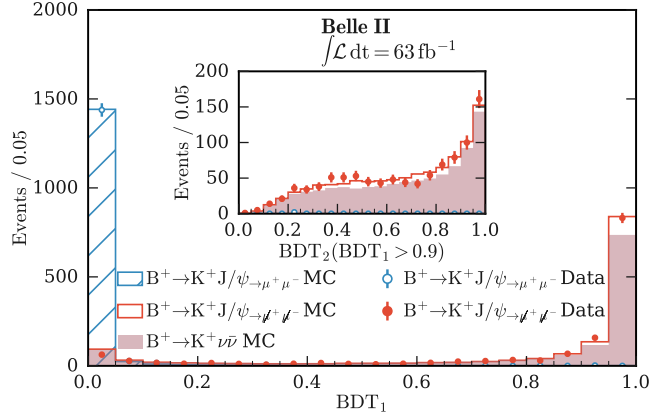 Belle II
∫ℒ dt = 63 fb⁻¹
Events / 0.05
1500
1000
500
0
0.0 0.2 0.4 0.6 0.8 1.0
BDT₁
Events / 0.05
200
150
100
50
0
0.0 0.2 0.4 0.6 0.8 1.0
BDT₂(BDT₁ > 0.9)
B⁺→K⁺J/ψ→μ⁺μ⁻ MC
B⁺→K⁺J/ψ→μ̸⁺μ̸⁻ MC
B⁺→K⁺νν̄ MC
B⁺→K⁺J/ψ→μ⁺μ⁻ Data
B⁺→K⁺J/ψ→μ̸⁺μ̸⁻ Data